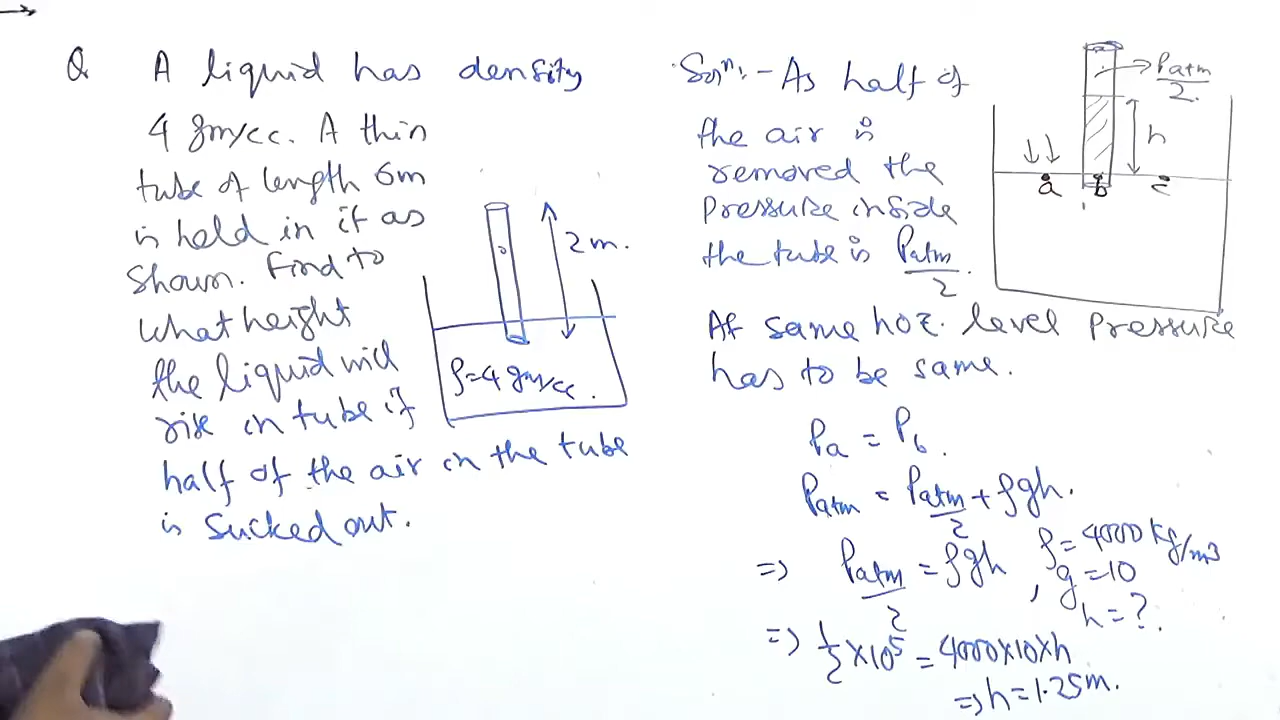 Q. A liquid has density
4 gm/cc. A thin
tube of length 6m
is held in it as
shown. Find to
what height
the liquid will
rise in tube if
half of the air in the tube
is sucked out.
2 m.
ρ=4 gm/cc.
Solⁿ:- As half of
the air is
removed the
pressure inside
the tube is Patm/2.
At same hoz. level pressure
has to be same.
Pa = Pb.
Patm = Patm/2 + ρgh.
=> Patm/2 = ρgh , ρ=4000 kg/m3
g=10
h=?.
=> 1/2 ×10⁵ = 4000×10×h
=> h=1.25m.
Patm/2.
h
a b c